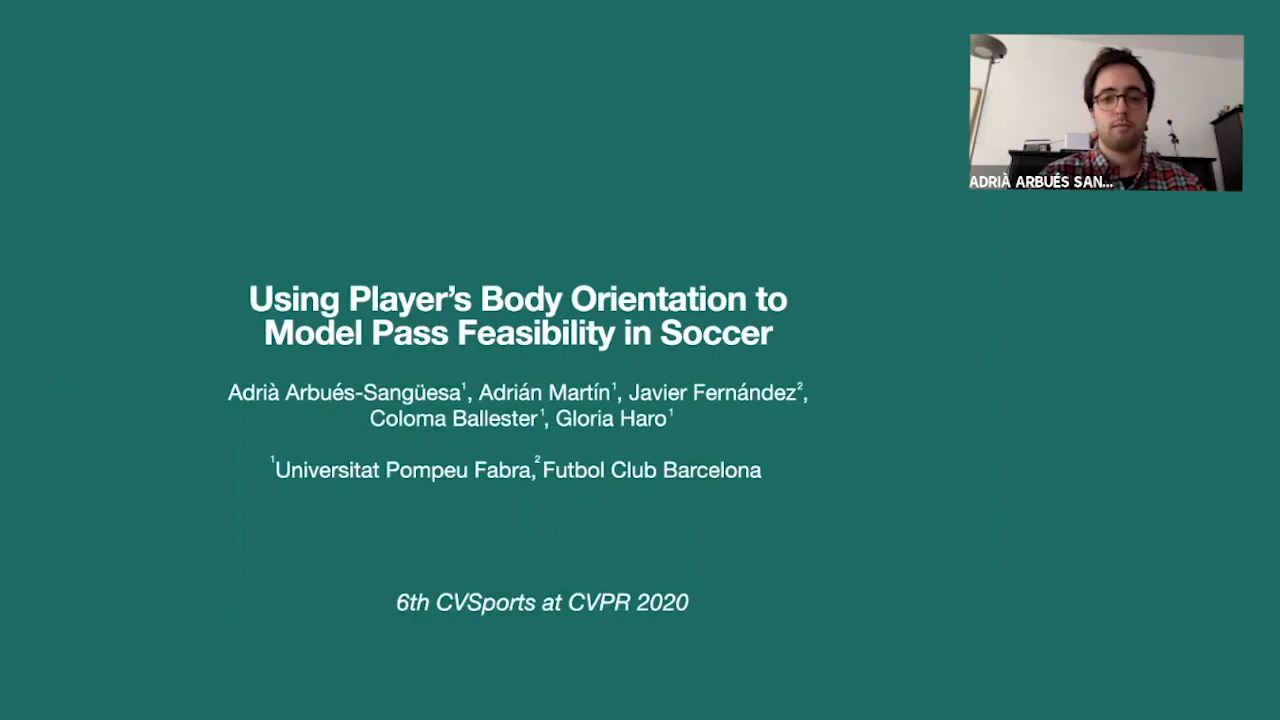 ADRIÀ ARBUÉS SAN...
Using Player's Body Orientation to
Model Pass Feasibility in Soccer
Adrià Arbués-Sangüesa¹, Adrián Martín¹, Javier Fernández²,
Coloma Ballester¹, Gloria Haro¹
¹Universitat Pompeu Fabra, ²Futbol Club Barcelona
6th CVSports at CVPR 2020